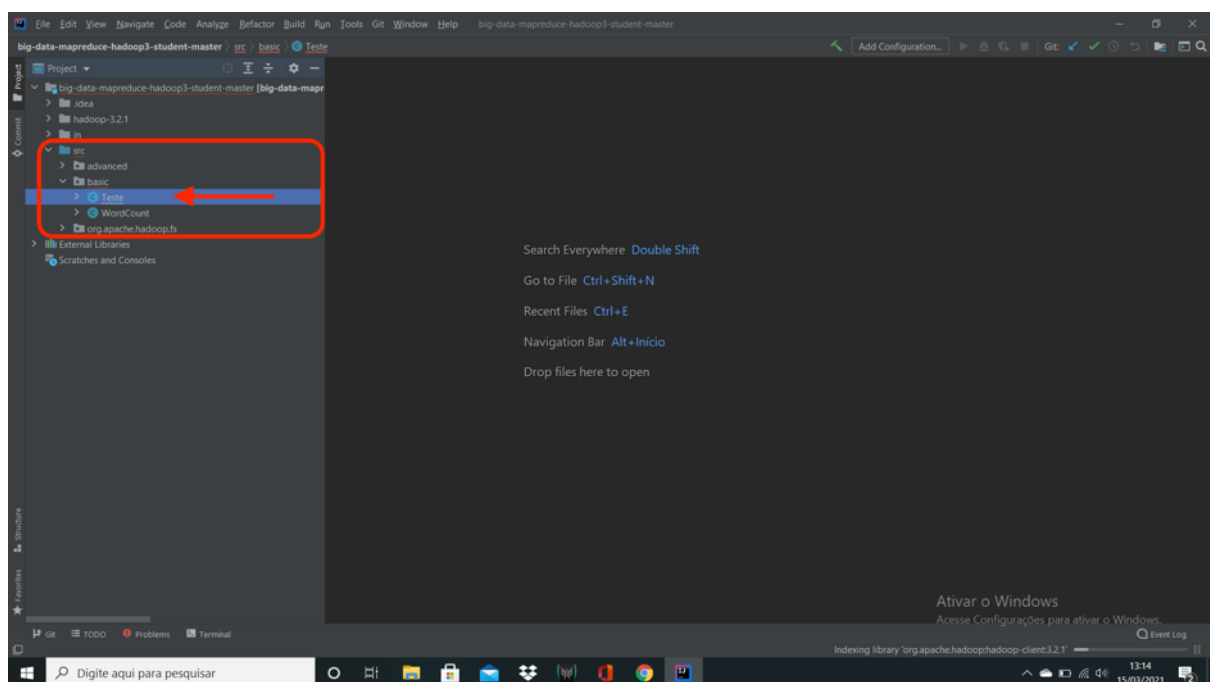 File Edit View Navigate Code Analyze Refactor Build Run Tools Git Window Help big-data-mapreduce-hadoop3-student-master
big-data-mapreduce-hadoop3-student-master src basic Teste
Add Configuration... Git:
Project
Project
big-data-mapreduce-hadoop3-student-master [big-data-mapr
.idea
hadoop-3.2.1
in
Commit
src
advanced
basic
Teste
WordCount
org.apache.hadoop.fs
External Libraries
Scratches and Consoles
Search Everywhere Double Shift
Go to File Ctrl+Shift+N
Recent Files Ctrl+E
Navigation Bar Alt+Início
Drop files here to open
Structure
Favorites
Ativar o Windows
Acesse Configurações para ativar o Windows.
Git TODO Problems Terminal
Event Log
Indexing library 'org.apache.hadoop:hadoop-client:3.2.1'
Digite aqui para pesquisar
13:14
15/03/2021
2